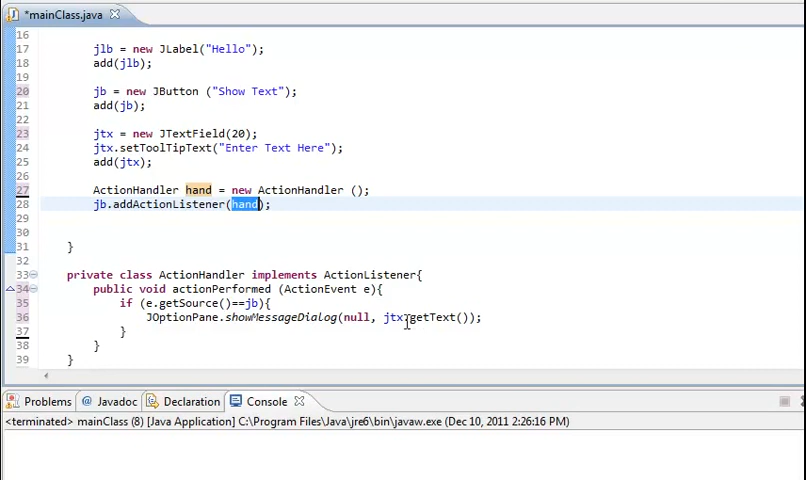 *mainClass.java
16
17 jlb = new JLabel("Hello");
18 add(jlb);
19
20 jb = new JButton ("Show Text");
21 add(jb);
22
23 jtx = new JTextField(20);
24 jtx.setToolTipText("Enter Text Here");
25 add(jtx);
26
27 ActionHandler hand = new ActionHandler ();
28 jb.addActionListener(hand);
29
30
31 }
32
33 private class ActionHandler implements ActionListener{
34 public void actionPerformed (ActionEvent e){
35 if (e.getSource()==jb){
36 JOptionPane.showMessageDialog(null, jtx.getText());
37 }
38 }
39 }
Problems @ Javadoc Declaration Console
<terminated> mainClass (8) [Java Application] C:\Program Files\Java\jre6\bin\javaw.exe (Dec 10, 2011 2:26:16 PM)